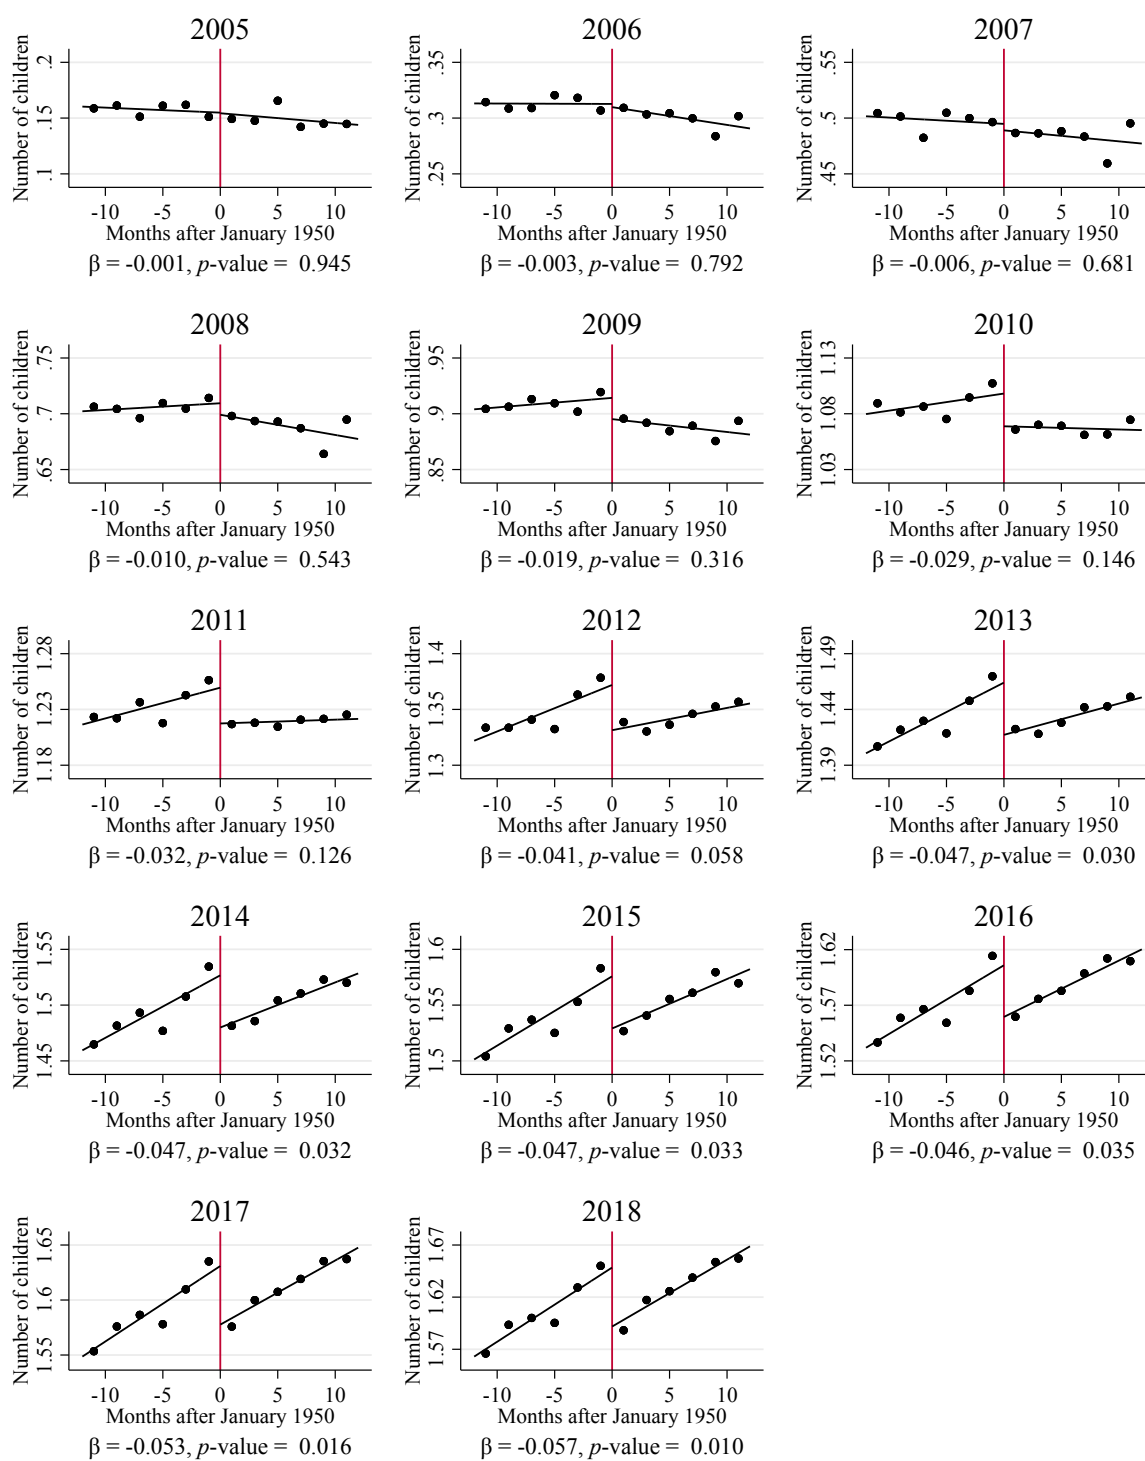 2005
Number of children
.2
.15
.1
-10 -5 0 5 10
Months after January 1950
β = -0.001, p-value = 0.945
2006
Number of children
.35
.3
.25
-10 -5 0 5 10
Months after January 1950
β = -0.003, p-value = 0.792
2007
Number of children
.55
.5
.45
-10 -5 0 5 10
Months after January 1950
β = -0.006, p-value = 0.681
2008
Number of children
.75
.7
.65
-10 -5 0 5 10
Months after January 1950
β = -0.010, p-value = 0.543
2009
Number of children
.95
.9
.85
-10 -5 0 5 10
Months after January 1950
β = -0.019, p-value = 0.316
2010
Number of children
1.13
1.08
1.03
-10 -5 0 5 10
Months after January 1950
β = -0.029, p-value = 0.146
2011
Number of children
1.28
1.23
1.18
-10 -5 0 5 10
Months after January 1950
β = -0.032, p-value = 0.126
2012
Number of children
1.4
1.35
1.3
-10 -5 0 5 10
Months after January 1950
β = -0.041, p-value = 0.058
2013
Number of children
1.49
1.44
1.39
-10 -5 0 5 10
Months after January 1950
β = -0.047, p-value = 0.030
2014
Number of children
1.55
1.5
1.45
-10 -5 0 5 10
Months after January 1950
β = -0.047, p-value = 0.032
2015
Number of children
1.6
1.55
1.5
-10 -5 0 5 10
Months after January 1950
β = -0.047, p-value = 0.033
2016
Number of children
1.62
1.57
1.52
-10 -5 0 5 10
Months after January 1950
β = -0.046, p-value = 0.035
2017
Number of children
1.65
1.6
1.55
-10 -5 0 5 10
Months after January 1950
β = -0.053, p-value = 0.016
2018
Number of children
1.67
1.62
1.57
-10 -5 0 5 10
Months after January 1950
β = -0.057, p-value = 0.010